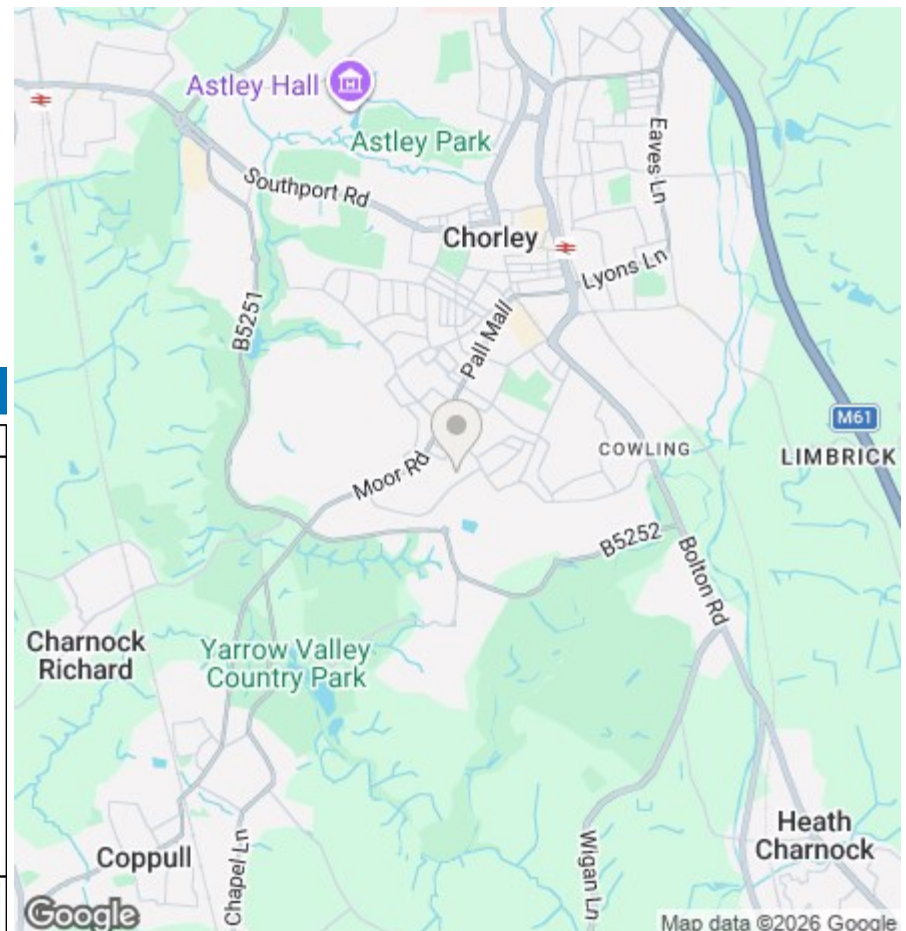 Astley Hall
Astley Park
Southport Rd
Eaves Ln
Chorley
Lyons Ln
B5251
Pall Mall
M61
COWLING
LIMBRICK
Moor Rd
B5252
Bolton Rd
Charnock
Richard
Yarrow Valley
Country Park
Heath
Charnock
Coppull
Chapel Ln
Wigan Ln
Google
Map data ©2026 Google